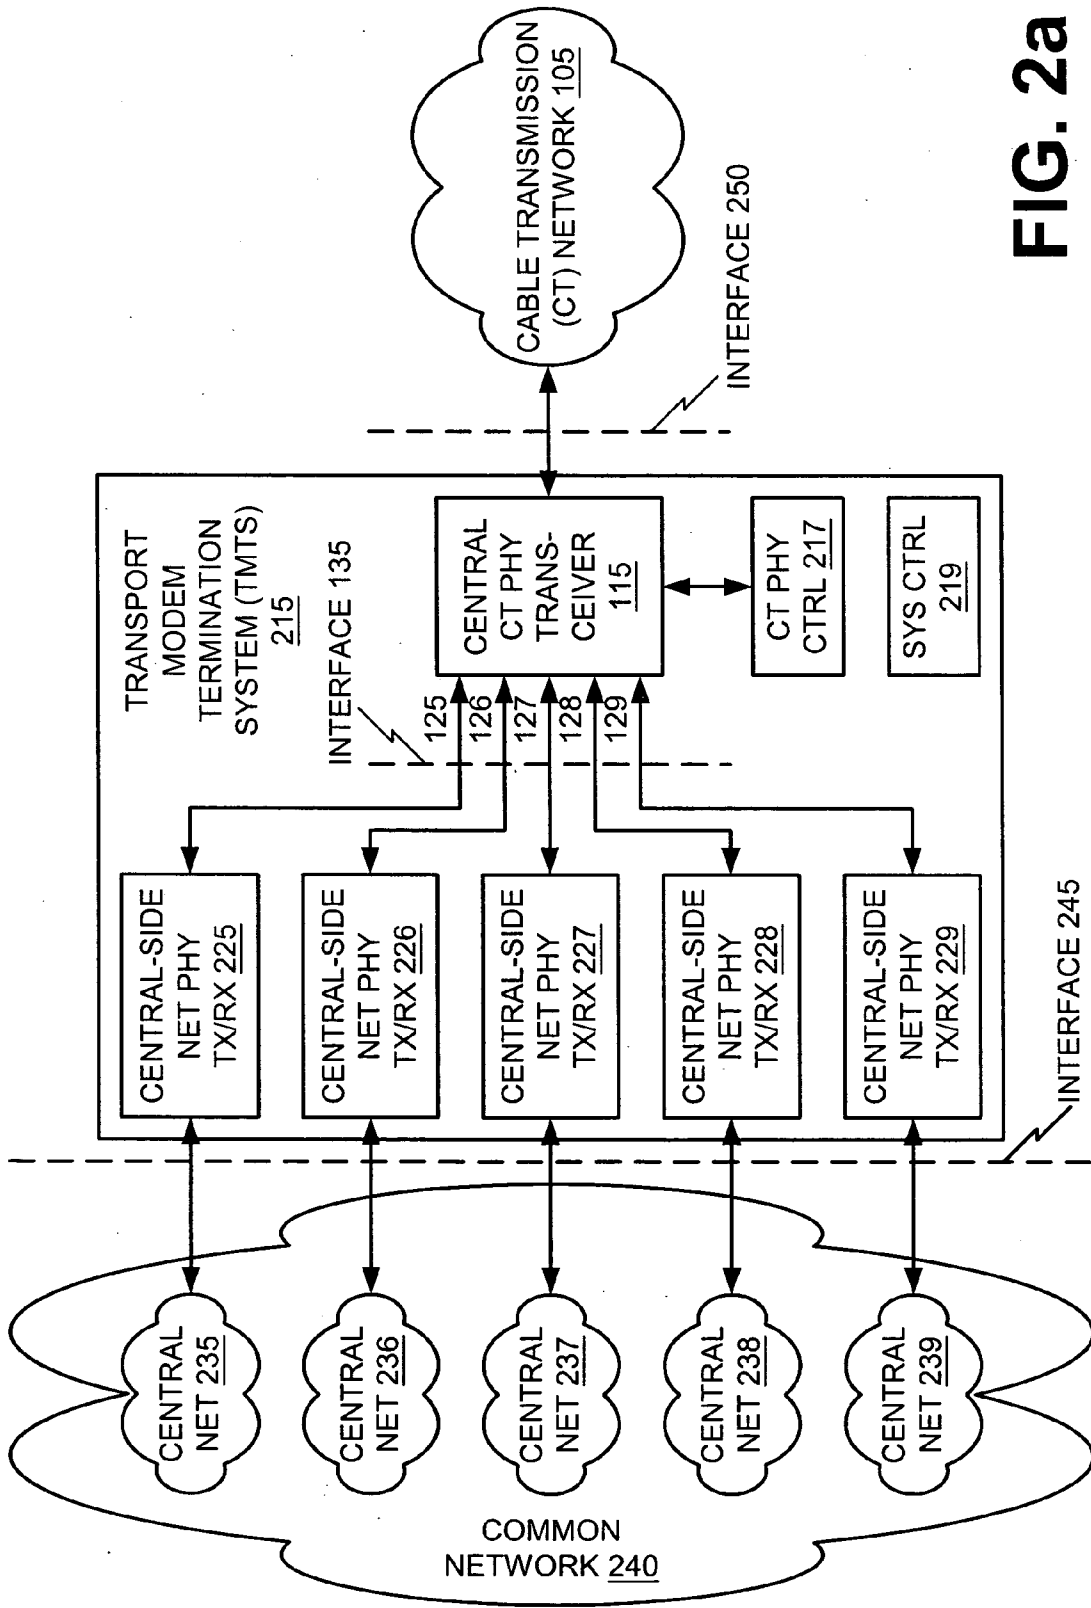 FIG. 2a
CABLE TRANSMISSION
(CT) NETWORK 105
INTERFACE 250
TRANSPORT
MODEM
TERMINATION
SYSTEM (TMTS)
215
INTERFACE 135
CENTRAL
CT PHY
TRANS-
CEIVER
115
CT PHY
CTRL 217
SYS CTRL
219
125
126
127
128
129
CENTRAL-SIDE
NET PHY
TX/RX 225
CENTRAL-SIDE
NET PHY
TX/RX 226
CENTRAL-SIDE
NET PHY
TX/RX 227
CENTRAL-SIDE
NET PHY
TX/RX 228
CENTRAL-SIDE
NET PHY
TX/RX 229
INTERFACE 245
CENTRAL
NET 235
CENTRAL
NET 236
CENTRAL
NET 237
CENTRAL
NET 238
CENTRAL
NET 239
COMMON
NETWORK 240